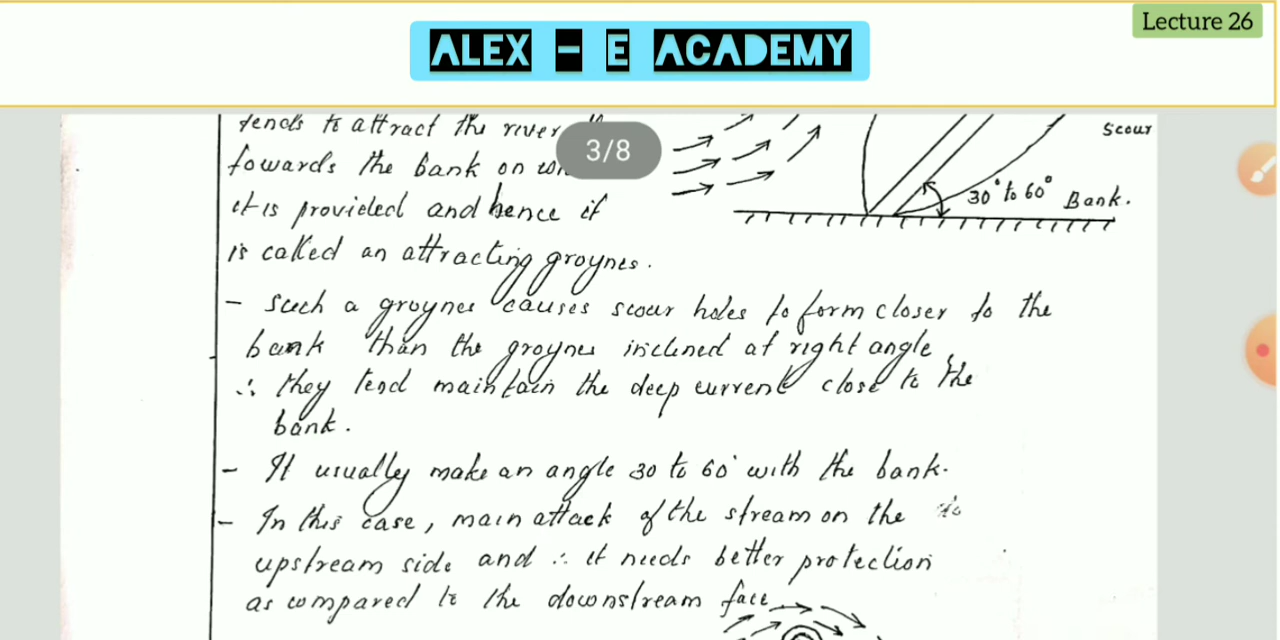 Lecture 26
ALEX - E ACADEMY
tends to attract the river
3/8
Scour
towards the bank on
30° to 60° Bank.
it is provided and hence it
is called an attracting groynes.
- Such a groynes causes scour holes to form closer to the
bank than the groynes inclined at right angle,
∴ they tend maintain the deep current close to the
bank.
- It usually make an angle 30 to 60° with the bank.
- In this case, main attack of the stream on the
upstream side and ∴ it needs better protection
as compared to the downstream face